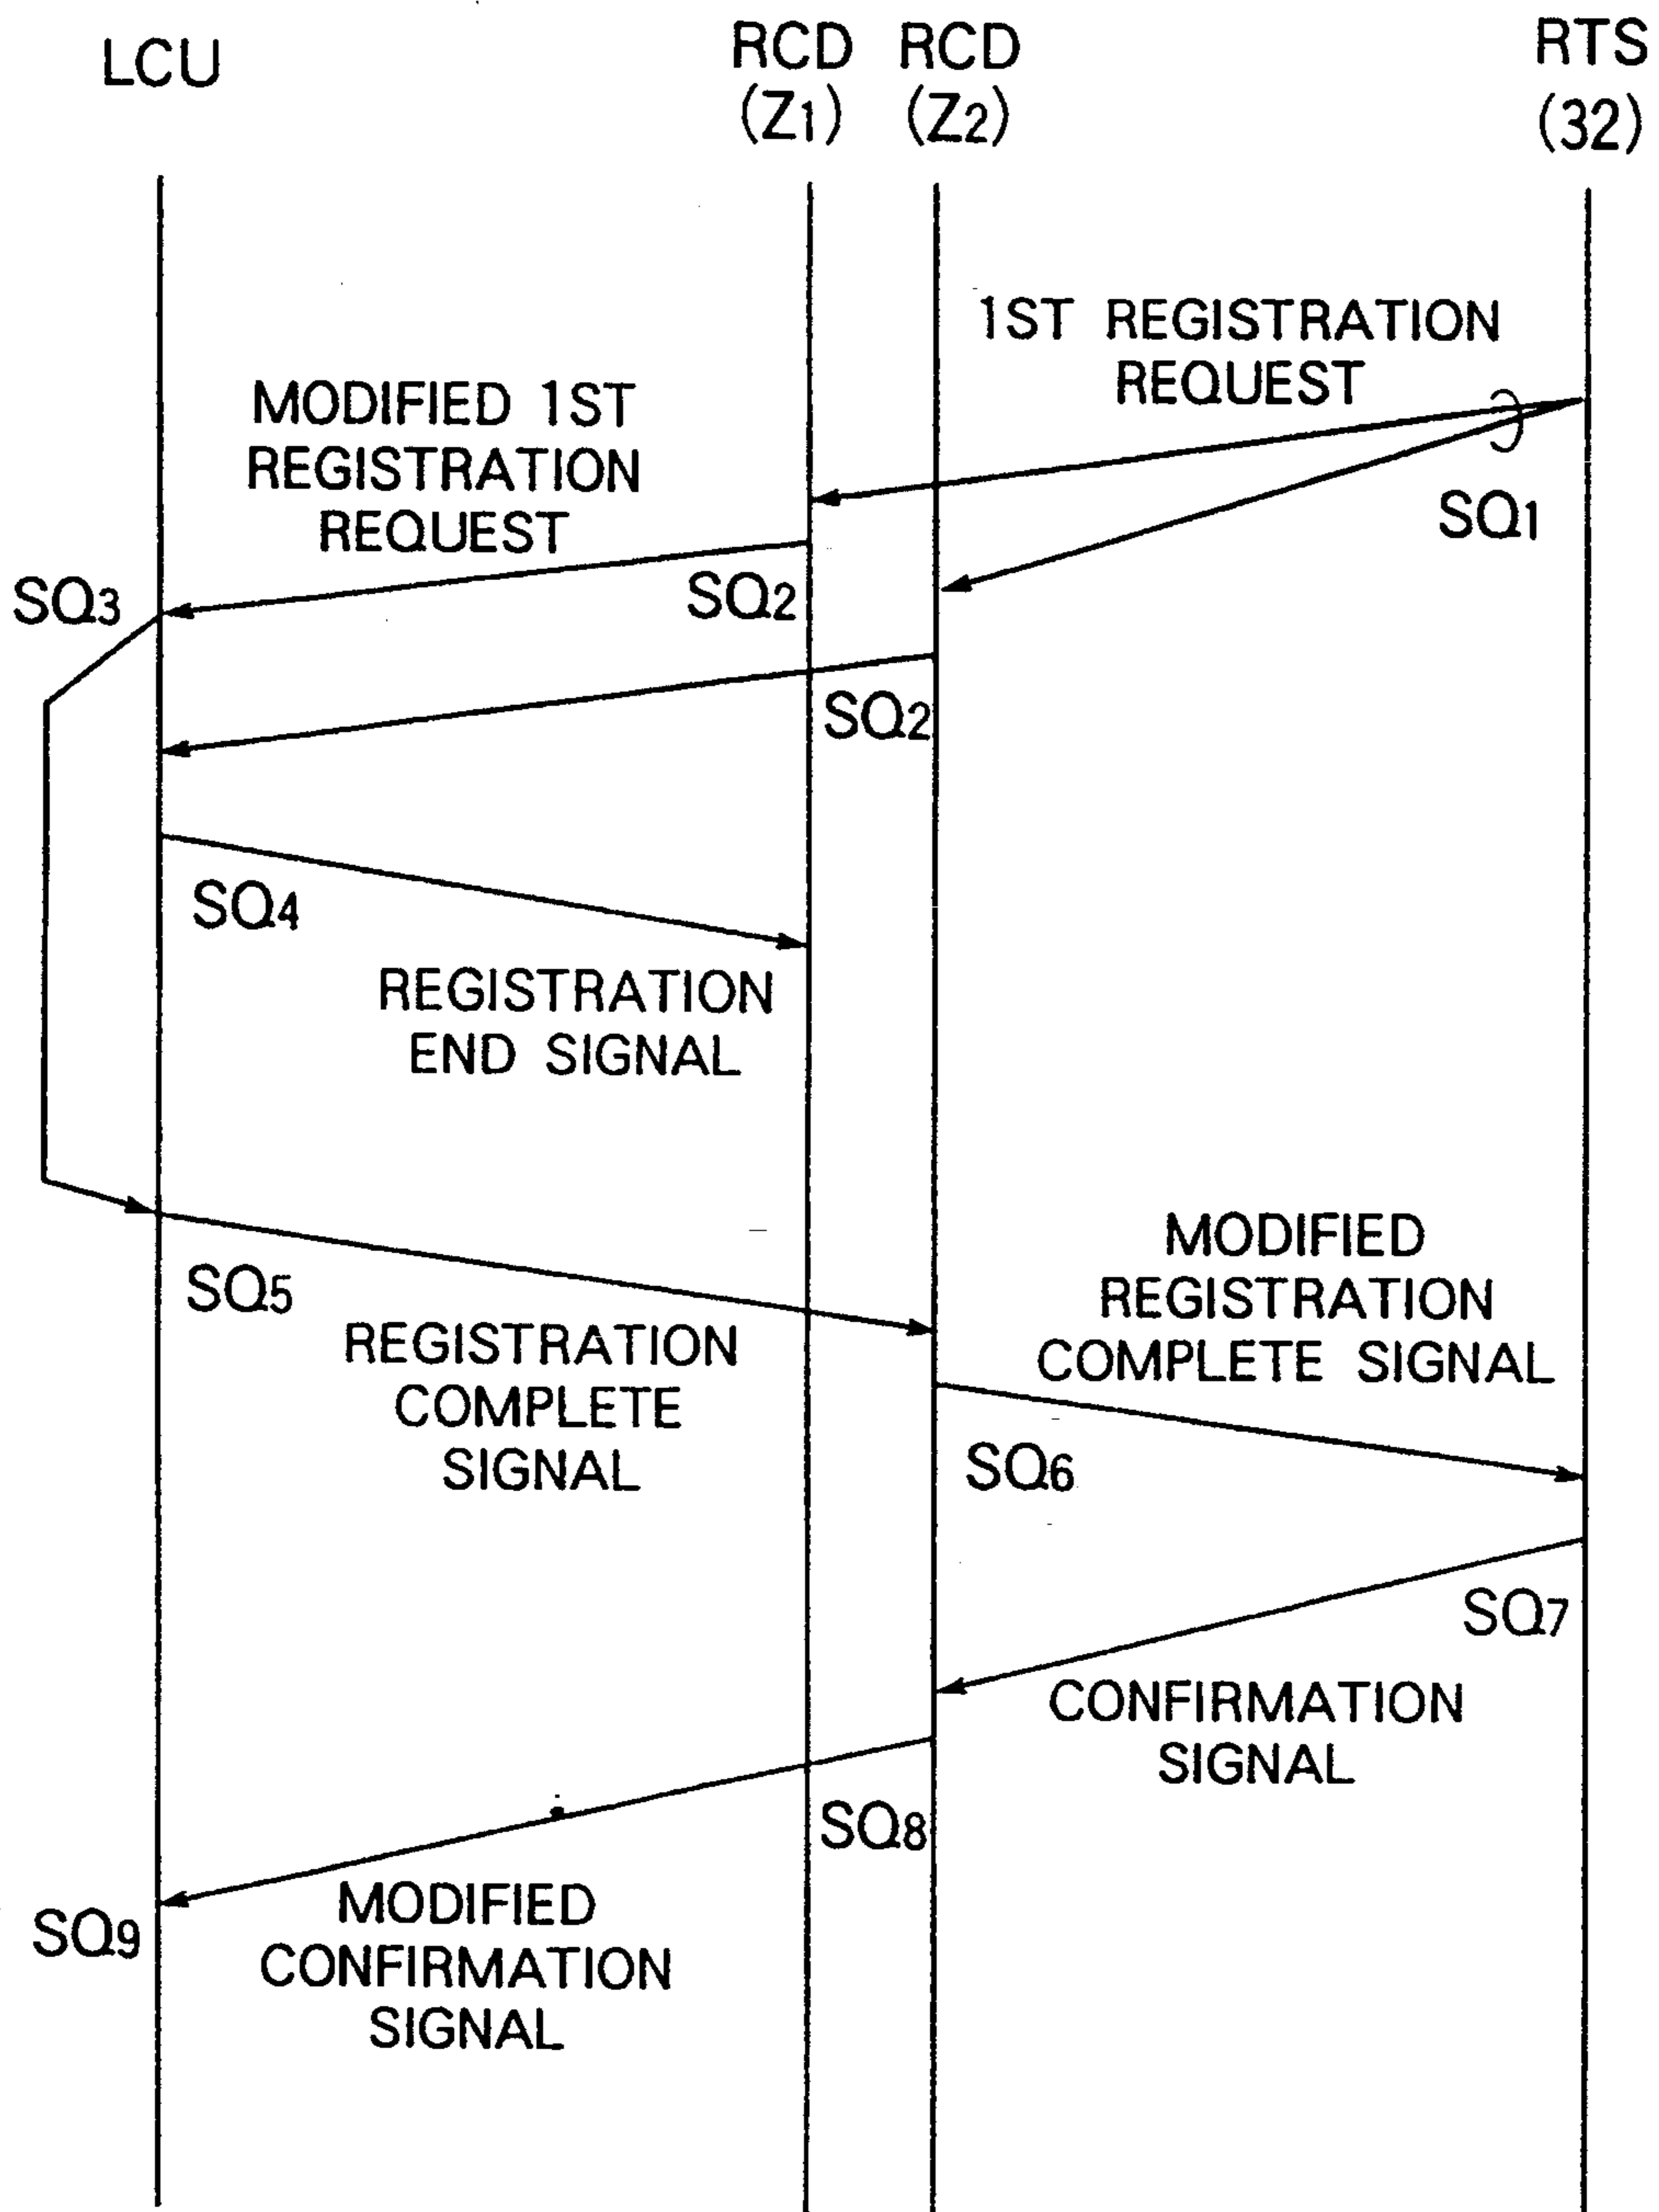 LCU
RCD
(Z1)
RCD
(Z2)
RTS
(32)
1ST REGISTRATION
REQUEST
MODIFIED 1ST
REGISTRATION
REQUEST
SQ1
SQ3
SQ2
SQ2
SQ4
REGISTRATION
END SIGNAL
SQ5
REGISTRATION
COMPLETE
SIGNAL
MODIFIED
REGISTRATION
COMPLETE SIGNAL
SQ6
SQ7
CONFIRMATION
SIGNAL
SQ8
SQ9
MODIFIED
CONFIRMATION
SIGNAL